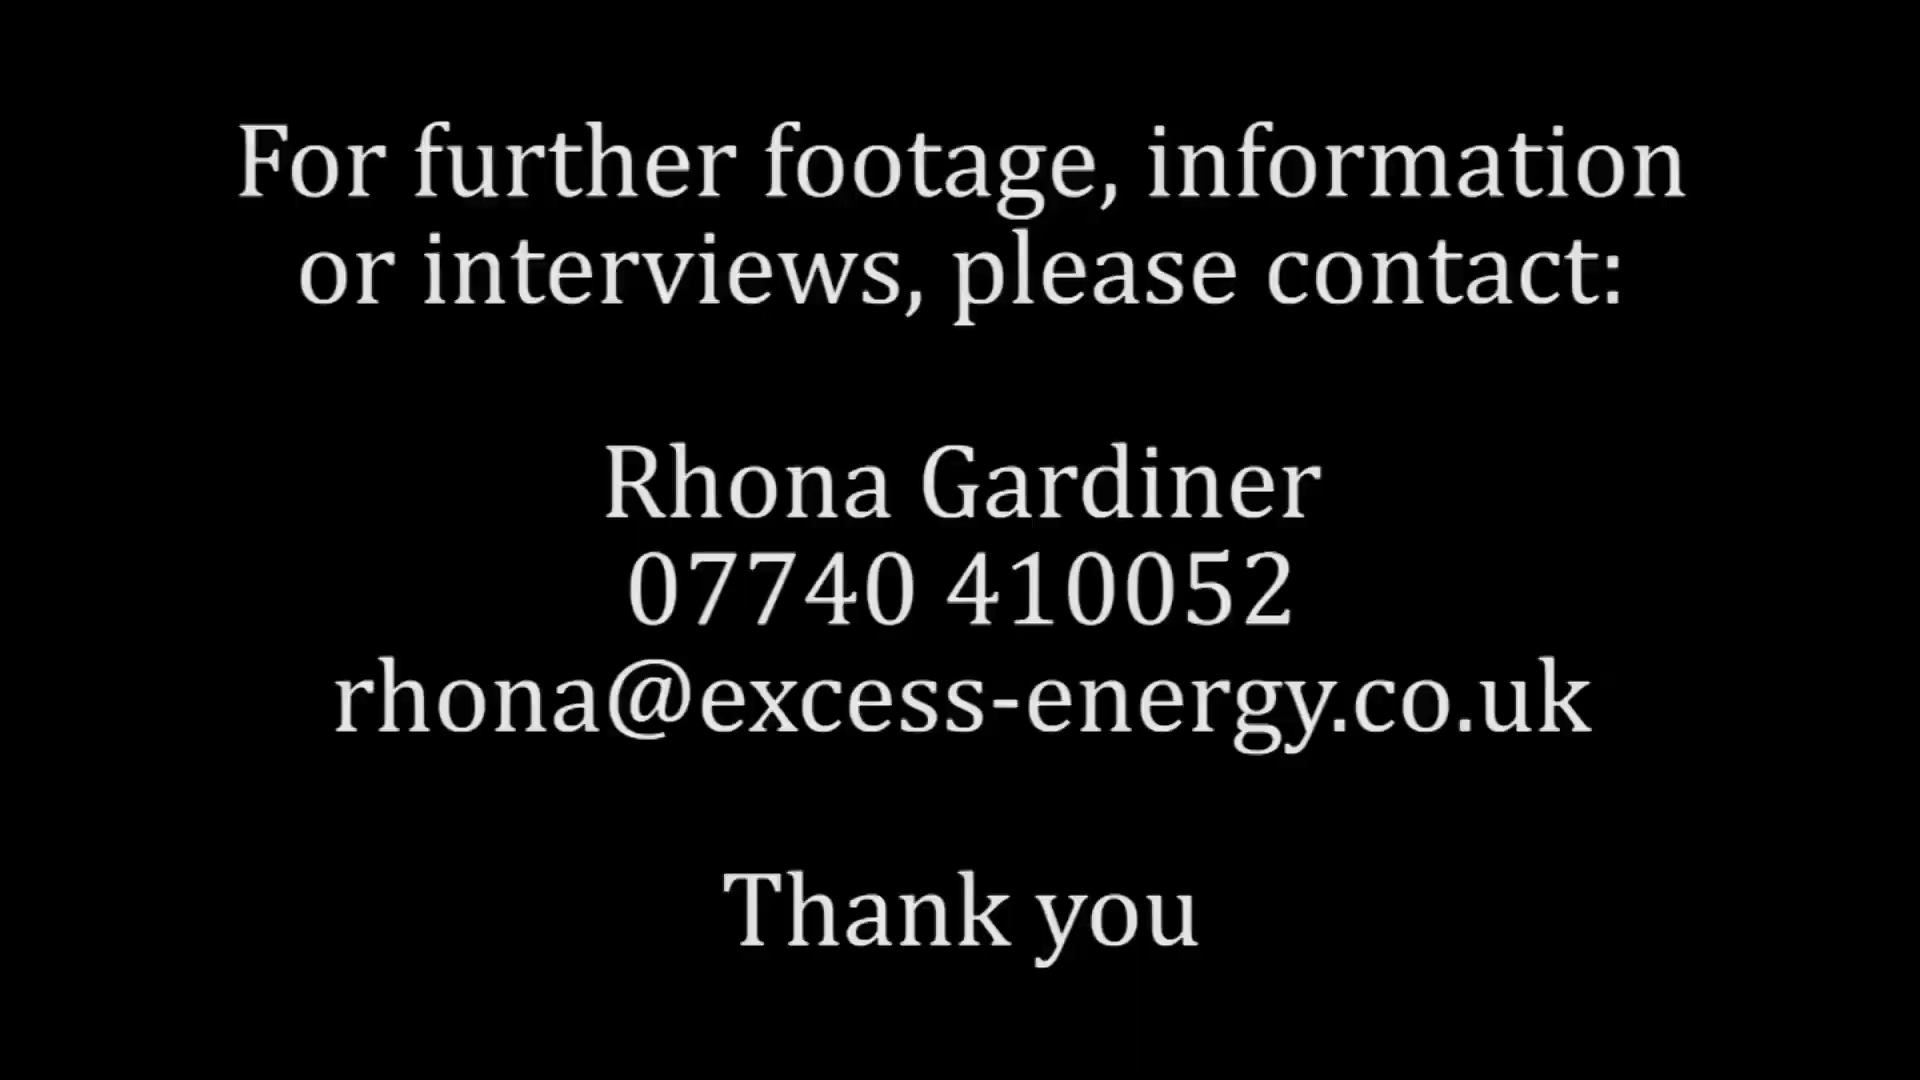 For further footage, information
or interviews, please contact:
Rhona Gardiner
07740 410052
rhona@excess-energy.co.uk
Thank you